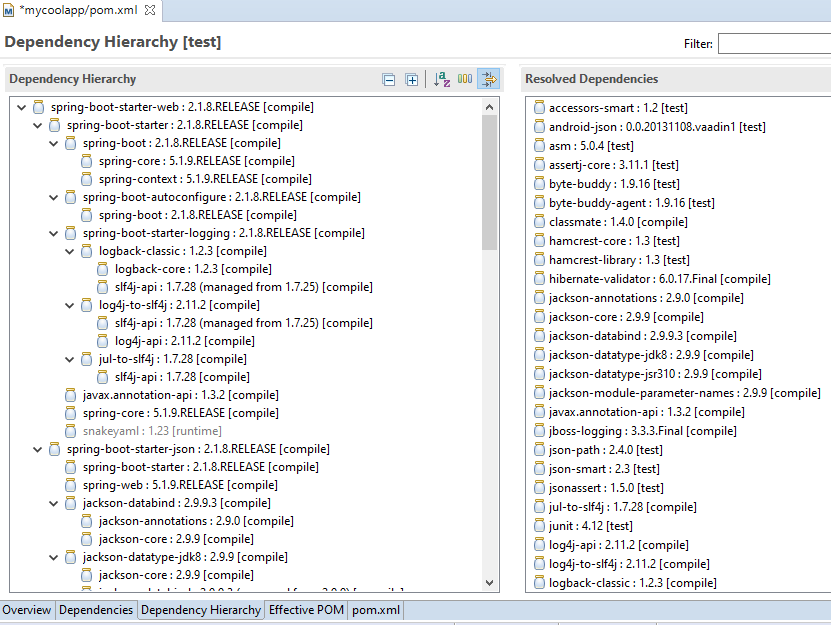 *mycoolapp/pom.xml
Dependency Hierarchy [test]
Filter:
Dependency Hierarchy
spring-boot-starter-web : 2.1.8.RELEASE [compile]
spring-boot-starter : 2.1.8.RELEASE [compile]
spring-boot : 2.1.8.RELEASE [compile]
spring-core : 5.1.9.RELEASE [compile]
spring-context : 5.1.9.RELEASE [compile]
spring-boot-autoconfigure : 2.1.8.RELEASE [compile]
spring-boot : 2.1.8.RELEASE [compile]
spring-boot-starter-logging : 2.1.8.RELEASE [compile]
logback-classic : 1.2.3 [compile]
logback-core : 1.2.3 [compile]
slf4j-api : 1.7.28 (managed from 1.7.25) [compile]
log4j-to-slf4j : 2.11.2 [compile]
slf4j-api : 1.7.28 (managed from 1.7.25) [compile]
log4j-api : 2.11.2 [compile]
jul-to-slf4j : 1.7.28 [compile]
slf4j-api : 1.7.28 [compile]
javax.annotation-api : 1.3.2 [compile]
spring-core : 5.1.9.RELEASE [compile]
snakeyaml : 1.23 [runtime]
spring-boot-starter-json : 2.1.8.RELEASE [compile]
spring-boot-starter : 2.1.8.RELEASE [compile]
spring-web : 5.1.9.RELEASE [compile]
jackson-databind : 2.9.9.3 [compile]
jackson-annotations : 2.9.0 [compile]
jackson-core : 2.9.9 [compile]
jackson-datatype-jdk8 : 2.9.9 [compile]
jackson-core : 2.9.9 [compile]
Resolved Dependencies
accessors-smart : 1.2 [test]
android-json : 0.0.20131108.vaadin1 [test]
asm : 5.0.4 [test]
assertj-core : 3.11.1 [test]
byte-buddy : 1.9.16 [test]
byte-buddy-agent : 1.9.16 [test]
classmate : 1.4.0 [compile]
hamcrest-core : 1.3 [test]
hamcrest-library : 1.3 [test]
hibernate-validator : 6.0.17.Final [compile]
jackson-annotations : 2.9.0 [compile]
jackson-core : 2.9.9 [compile]
jackson-databind : 2.9.9.3 [compile]
jackson-datatype-jdk8 : 2.9.9 [compile]
jackson-datatype-jsr310 : 2.9.9 [compile]
jackson-module-parameter-names : 2.9.9 [compile]
javax.annotation-api : 1.3.2 [compile]
jboss-logging : 3.3.3.Final [compile]
json-path : 2.4.0 [test]
json-smart : 2.3 [test]
jsonassert : 1.5.0 [test]
jul-to-slf4j : 1.7.28 [compile]
junit : 4.12 [test]
log4j-api : 2.11.2 [compile]
log4j-to-slf4j : 2.11.2 [compile]
logback-classic : 1.2.3 [compile]
Overview Dependencies Dependency Hierarchy Effective POM pom.xml